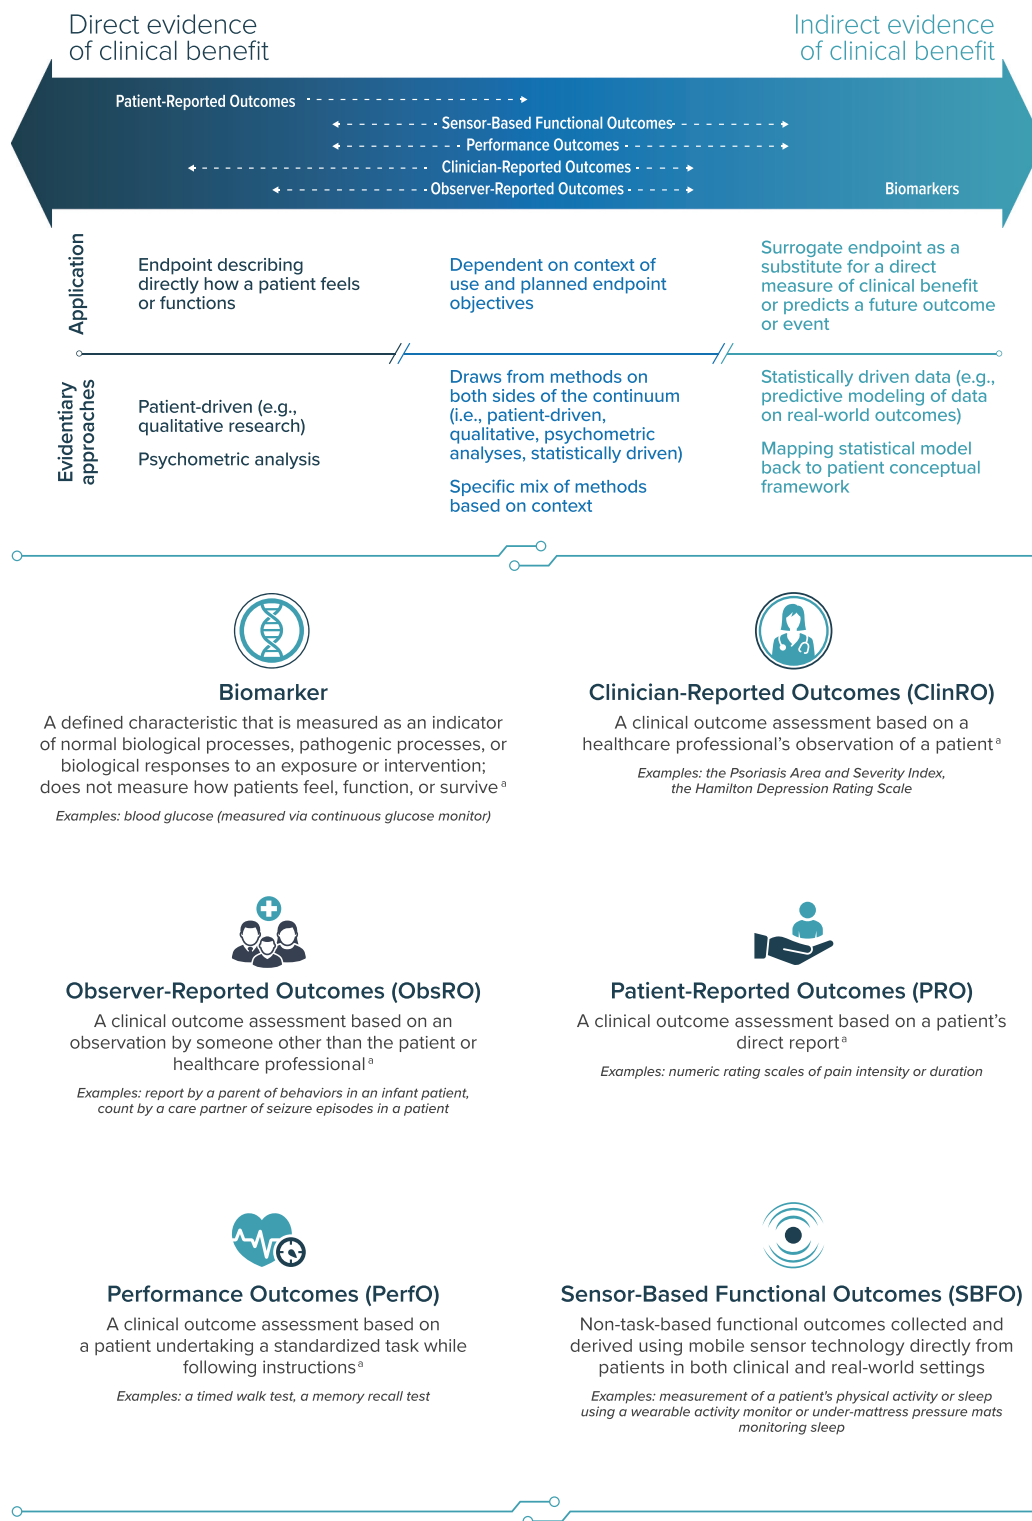 Direct evidence
of clinical benefit
Indirect evidence
of clinical benefit
Patient-Reported Outcomes
Sensor-Based Functional Outcomes
Performance Outcomes
Clinician-Reported Outcomes
Observer-Reported Outcomes
Biomarkers
Application
Endpoint describing
directly how a patient feels
or functions
Dependent on context of
use and planned endpoint
objectives
Surrogate endpoint as a
substitute for a direct
measure of clinical benefit
or predicts a future outcome
or event
Evidentiary
approaches
Patient-driven (e.g.,
qualitative research)
Psychometric analysis
Draws from methods on
both sides of the continuum
(i.e., patient-driven,
qualitative, psychometric
analyses, statistically driven)
Specific mix of methods
based on context
Statistically driven data (e.g.,
predictive modeling of data
on real-world outcomes)
Mapping statistical model
back to patient conceptual
framework
Biomarker
A defined characteristic that is measured as an indicator
of normal biological processes, pathogenic processes, or
biological responses to an exposure or intervention;
does not measure how patients feel, function, or survive a
Examples: blood glucose (measured via continuous glucose monitor)
Clinician-Reported Outcomes (ClinRO)
A clinical outcome assessment based on a
healthcare professional's observation of a patient a
Examples: the Psoriasis Area and Severity Index,
the Hamilton Depression Rating Scale
Observer-Reported Outcomes (ObsRO)
A clinical outcome assessment based on an
observation by someone other than the patient or
healthcare professional a
Examples: report by a parent of behaviors in an infant patient,
count by a care partner of seizure episodes in a patient
Patient-Reported Outcomes (PRO)
A clinical outcome assessment based on a patient's
direct report a
Examples: numeric rating scales of pain intensity or duration
Performance Outcomes (PerfO)
A clinical outcome assessment based on
a patient undertaking a standardized task while
following instructions a
Examples: a timed walk test, a memory recall test
Sensor-Based Functional Outcomes (SBFO)
Non-task-based functional outcomes collected and
derived using mobile sensor technology directly from
patients in both clinical and real-world settings
Examples: measurement of a patient's physical activity or sleep
using a wearable activity monitor or under-mattress pressure mats
monitoring sleep